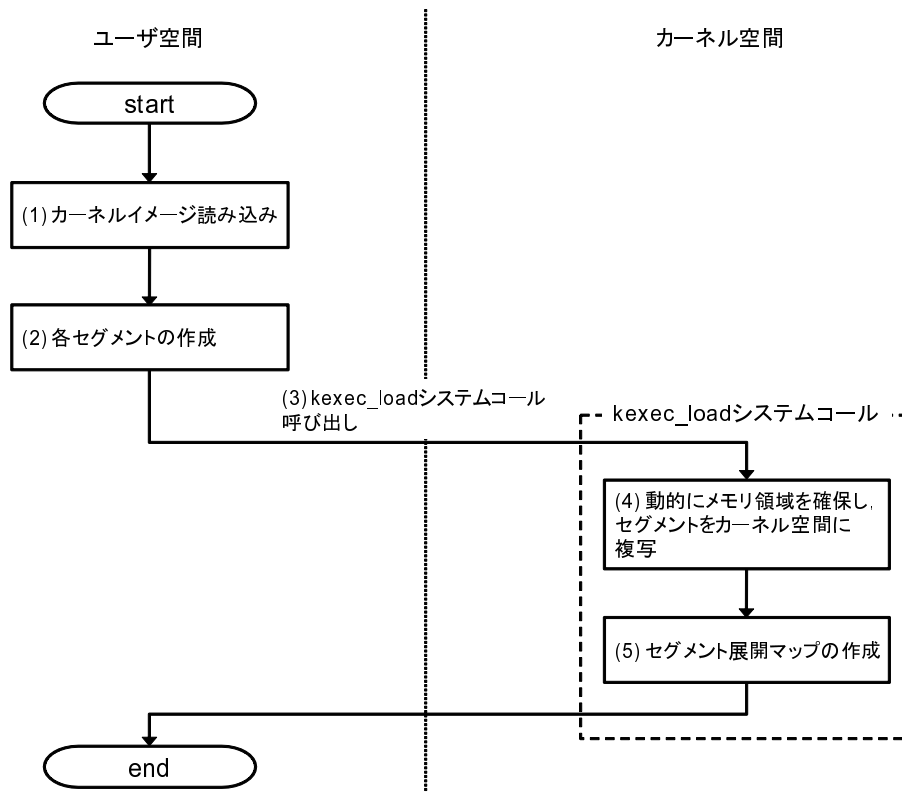 ユーザ空間
カーネル空間
start
(1) カーネルイメージ読み込み
(2) 各セグメントの作成
(3) kexec_loadシステムコール
呼び出し
kexec_loadシステムコール
(4) 動的にメモリ領域を確保し,
セグメントをカーネル空間に
複写
(5) セグメント展開マップの作成
end